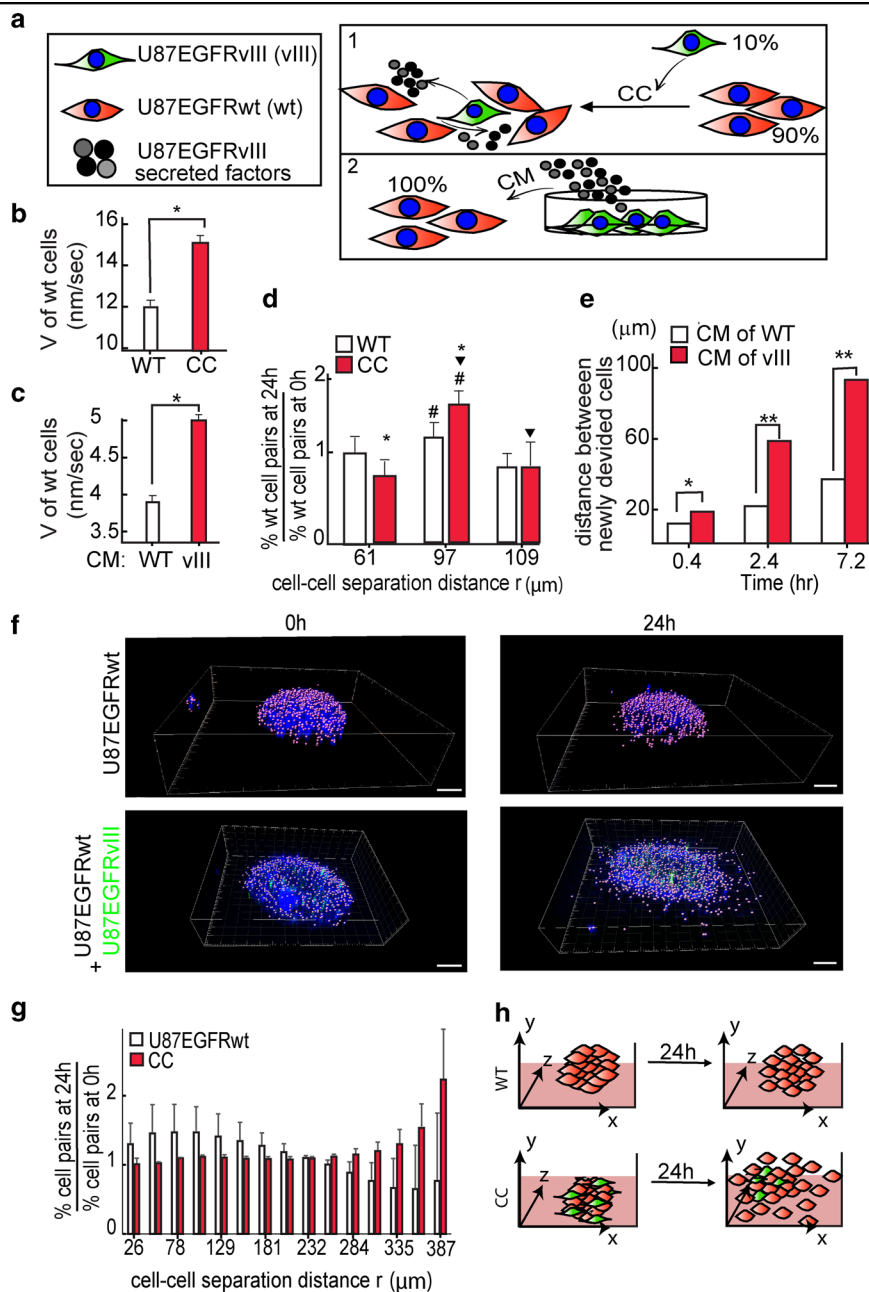 a
U87EGFRvIII (vIII)
U87EGFRwt (wt)
U87EGFRvIII
secreted factors
1
10%
CC
90%
2
100%
CM
b
*
16
14
12
10
V of wt cells
(nm/sec)
WT
CC
c
*
5
4.5
4
3.5
V of wt cells
(nm/sec)
CM:
WT
vIII
d
WT
CC
2
1
0
% wt cell pairs at 24h
% wt cell pairs at 0h
*
#
#
*
61
97
109
cell-cell separation distance r (μm)
e
(μm)
CM of WT
CM of vIII
100
60
20
distance betweeen
newly devided cells
*
**
**
0.4
2.4
7.2
Time (hr)
f
0h
24h
U87EGFRwt
U87EGFRwt
+ U87EGFRvIII
g
U87EGFRwt
CC
2
1
0
% cell pairs at 24h
% cell pairs at 0h
26
78
129
181
232
284
335
387
cell-cell separation distance r (μm)
h
WT
y
z
x
24h
y
x
CC
y
z
x
24h
y
x